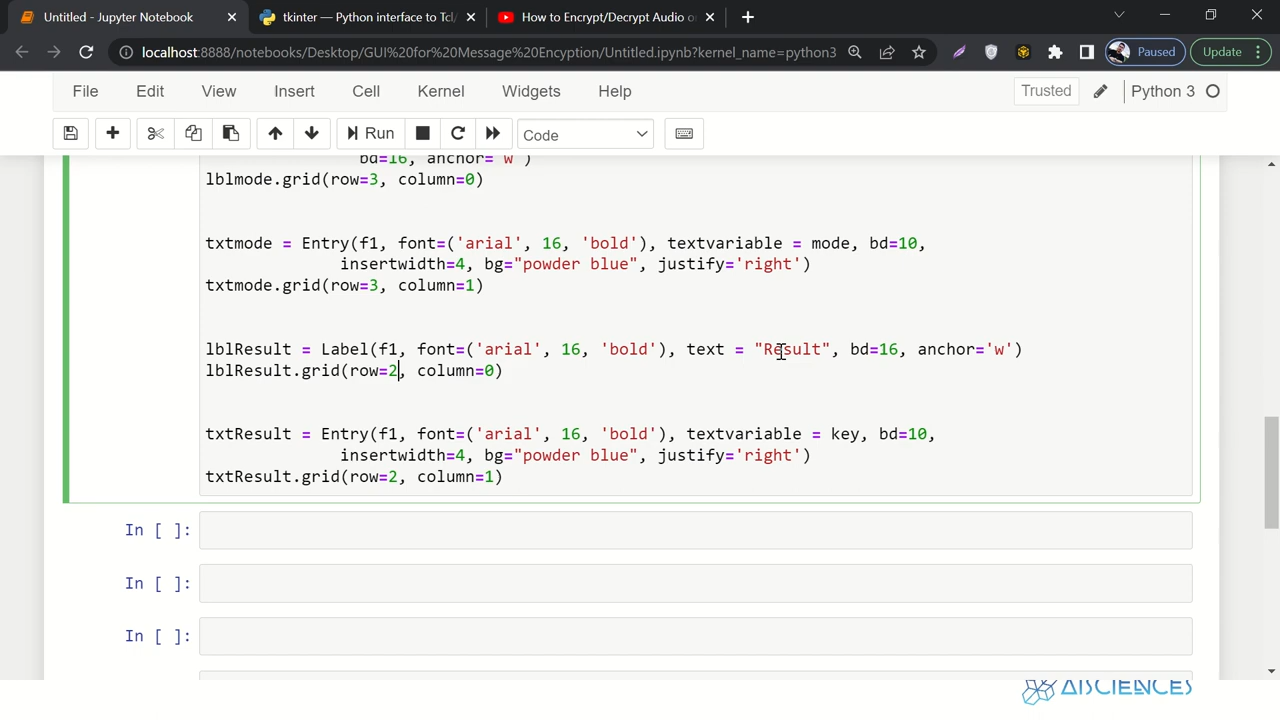 Untitled - Jupyter Notebook
tkinter — Python interface to Tcl/
How to Encrypt/Decrypt Audio o
localhost:8888/notebooks/Desktop/GUI%20for%20Message%20Encyption/Untitled.ipynb?kernel_name=python3
Paused
Update
File Edit View Insert Cell Kernel Widgets Help
Trusted
Python 3
Run
Code
bd=16, anchor='w')
lblmode.grid(row=3, column=0)
txtmode = Entry(f1, font=('arial', 16, 'bold'), textvariable = mode, bd=10,
insertwidth=4, bg="powder blue", justify='right')
txtmode.grid(row=3, column=1)
lblResult = Label(f1, font=('arial', 16, 'bold'), text = "Result", bd=16, anchor='w')
lblResult.grid(row=2, column=0)
txtResult = Entry(f1, font=('arial', 16, 'bold'), textvariable = key, bd=10,
insertwidth=4, bg="powder blue", justify='right')
txtResult.grid(row=2, column=1)
In [ ]:
In [ ]:
In [ ]:
AISCIENCES